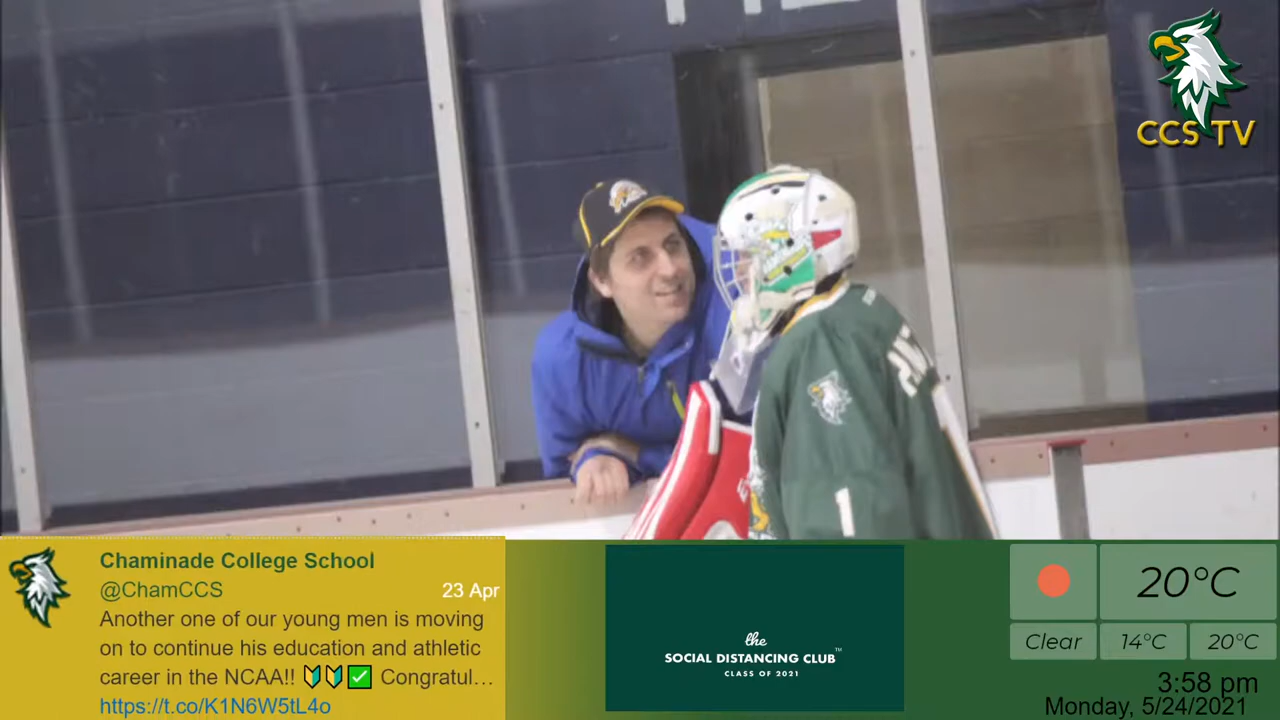 CCS TV
1
Chaminade College School
@ChamCCS
23 Apr
Another one of our young men is moving
on to continue his education and athletic
career in the NCAA!! 🔰🔰✅ Congratul…
https://t.co/K1N6W5tL4o
the
SOCIAL DISTANCING CLUB™
CLASS OF 2021
20°C
Clear
14°C
20°C
3:58 pm
Monday, 5/24/2021